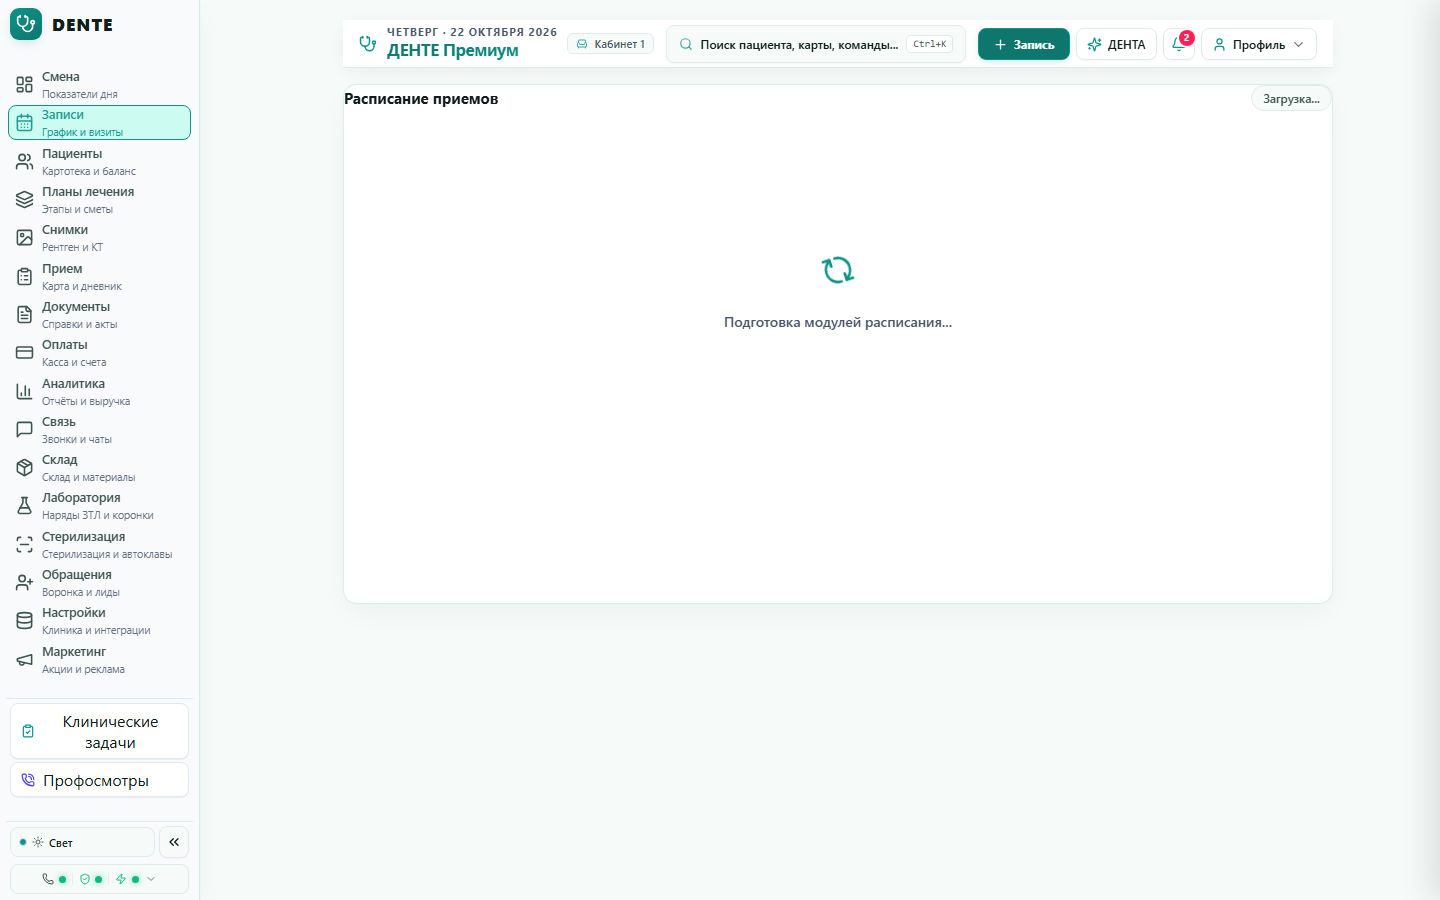 DENTE
Смена
Показатели дня
Записи
График и визиты
Пациенты
Картотека и баланс
Планы лечения
Этапы и сметы
Снимки
Рентген и КТ
Прием
Карта и дневник
Документы
Справки и акты
Оплаты
Касса и счета
Аналитика
Отчёты и выручка
Связь
Звонки и чаты
Склад
Склад и материалы
Лаборатория
Наряды ЗТЛ и коронки
Стерилизация
Стерилизация и автоклавы
Обращения
Воронка и лиды
Настройки
Клиника и интеграции
Маркетинг
Акции и реклама
Клинические
задачи
Профосмотры
Свет
ЧЕТВЕРГ · 22 ОКТЯБРЯ 2026
ДЕНТЕ Премиум
Кабинет 1
Поиск пациента, карты, команды... Ctrl+K
Запись
ДЕНТА
2
Профиль
Расписание приемов
Загрузка...
Подготовка модулей расписания...